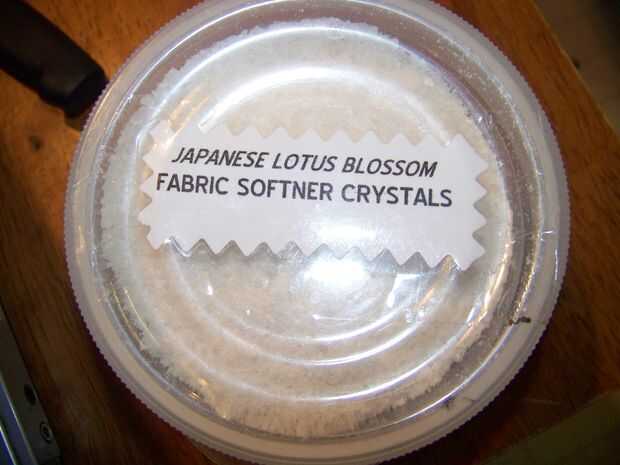 JAPANESE LOTUS BLOSSOM
FABRIC SOFTNER CRYSTALS